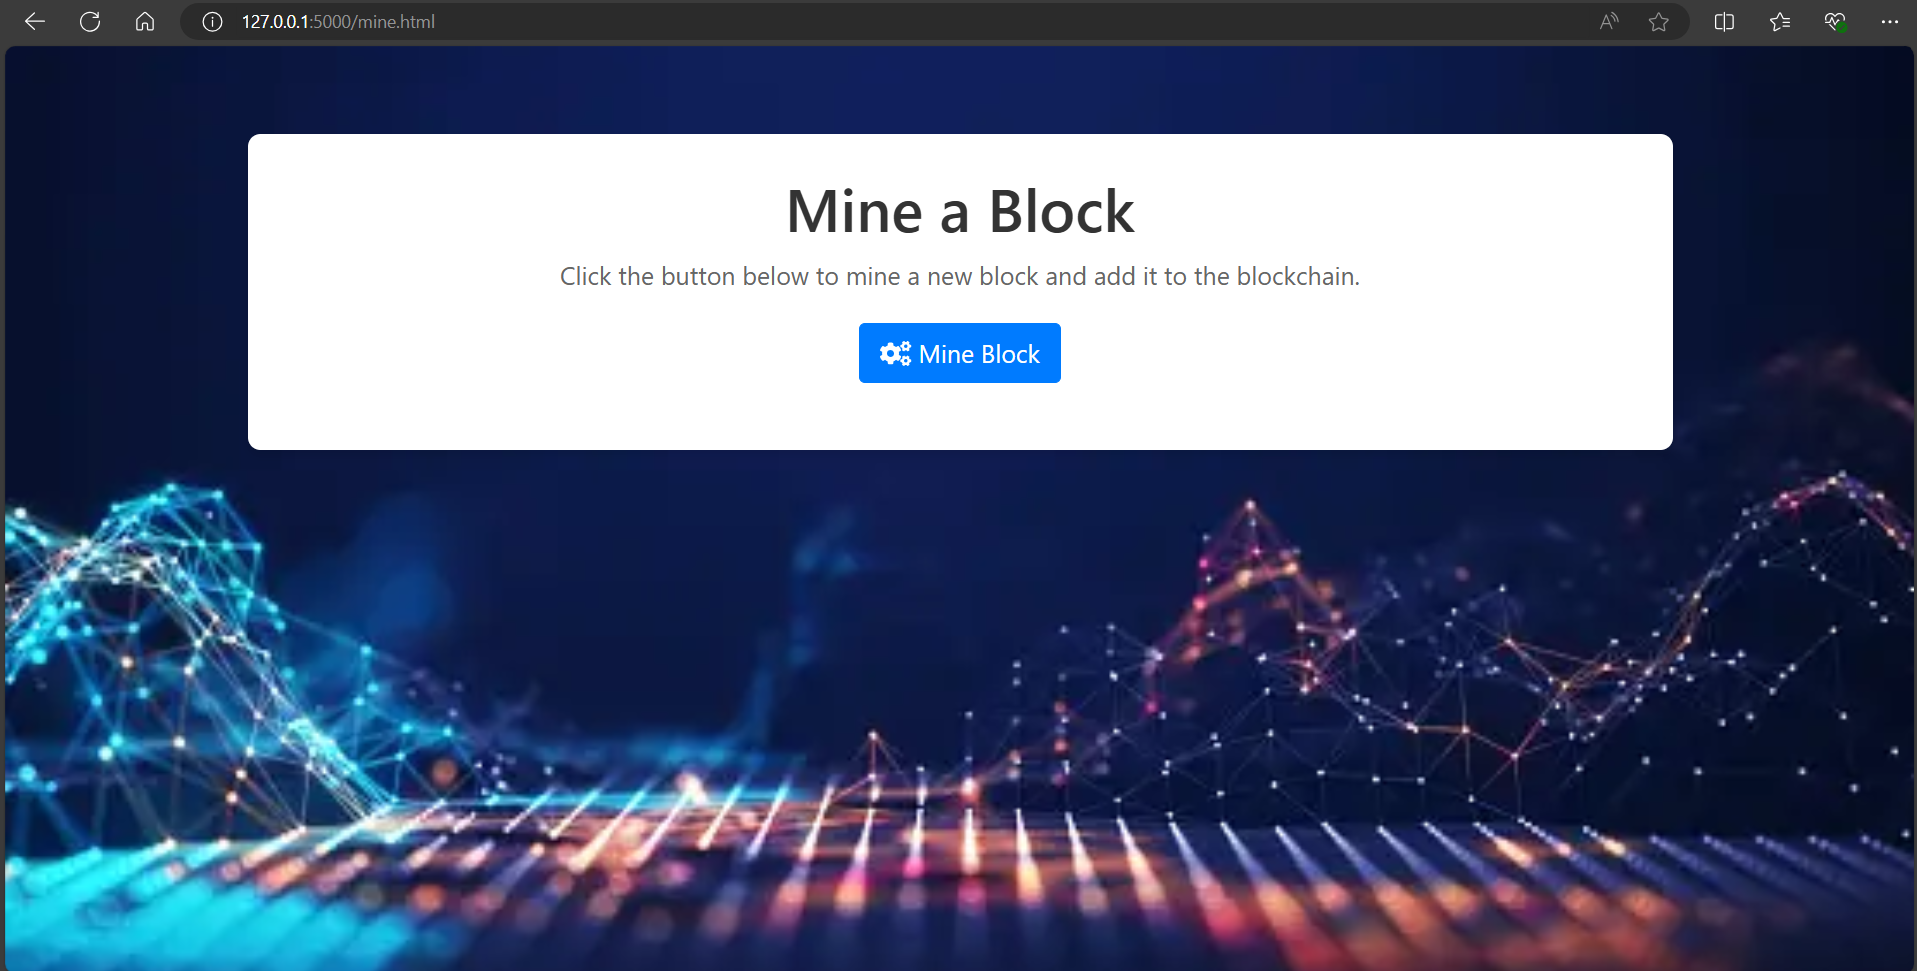 127.0.0.1:5000/mine.html
Mine a Block
Click the button below to mine a new block and add it to the blockchain.
Mine Block